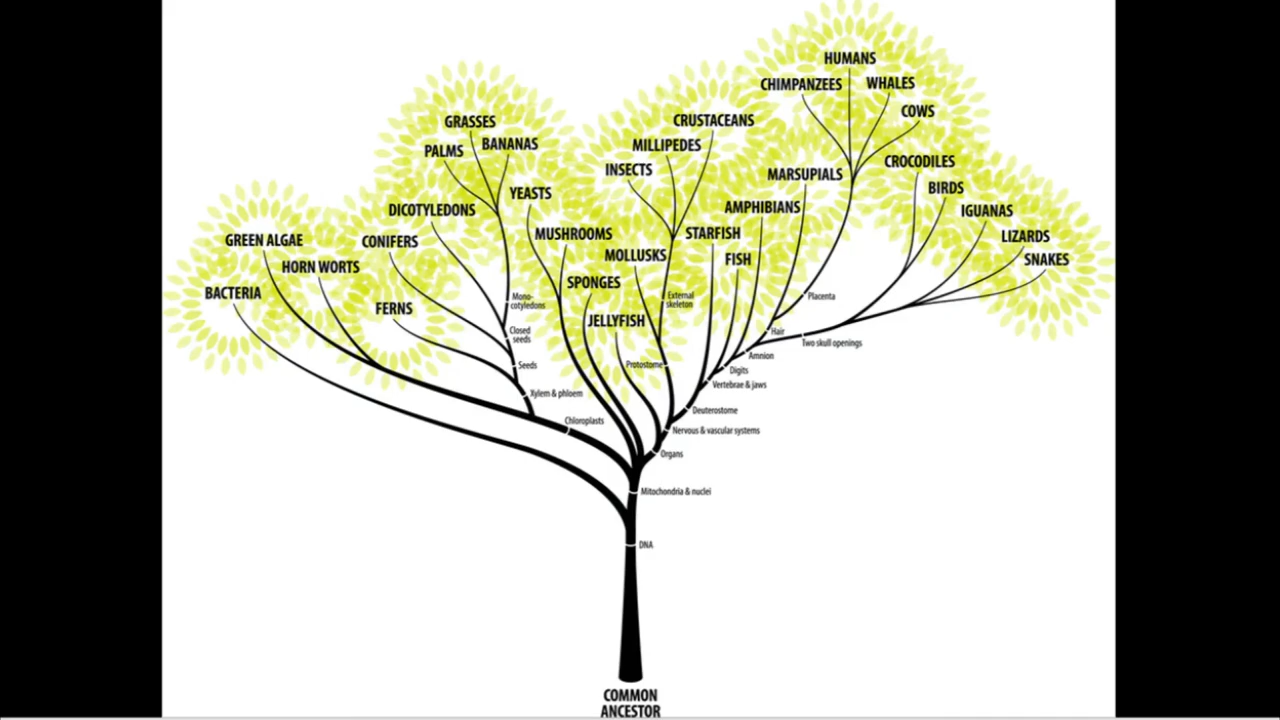 HUMANS
CHIMPANZEES
WHALES
COWS
GRASSES
CRUSTACEANS
PALMS
BANANAS
MILLIPEDES
INSECTS
CROCODILES
MARSUPIALS
BIRDS
YEASTS
DICOTYLEDONS
AMPHIBIANS
IGUANAS
GREEN ALGAE
CONIFERS
MUSHROOMS
STARFISH
LIZARDS
HORN WORTS
MOLLUSKS
FISH
SNAKES
BACTERIA
SPONGES
FERNS
JELLYFISH
Mono-
cotyledons
External
skeleton
Placenta
Closed
seeds
Hair
Two skull openings
Seeds
Protostome
Amnion
Digits
Xylem & phloem
Vertebrae & jaws
Chloroplasts
Deuterostome
Nervous & vascular systems
Organs
Mitochondria & nuclei
DNA
COMMON
ANCESTOR